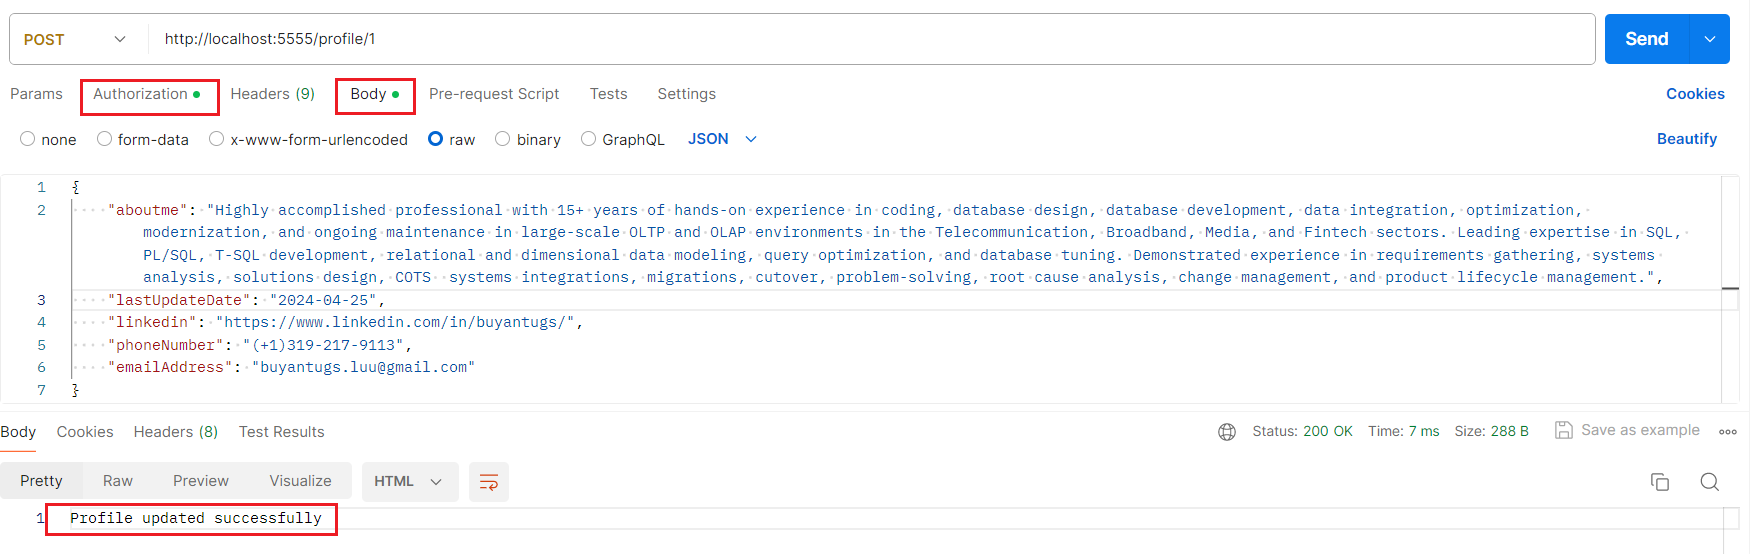 POST http://localhost:5555/profile/1 Send
Params Authorization Headers (9) Body Pre-request Script Tests Settings Cookies
none form-data x-www-form-urlencoded raw binary GraphQL JSON Beautify
1 {
2 "aboutme": "Highly accomplished professional with 15+ years of hands-on experience in coding, database design, database development, data integration, optimization,
modernization, and ongoing maintenance in large-scale OLTP and OLAP environments in the Telecommunication, Broadband, Media, and Fintech sectors. Leading expertise in SQL,
PL/SQL, T-SQL development, relational and dimensional data modeling, query optimization, and database tuning. Demonstrated experience in requirements gathering, systems
analysis, solutions design, COTS  systems integrations, migrations, cutover, problem-solving, root cause analysis, change management, and product lifecycle management.",
3 "lastUpdateDate": "2024-04-25",
4 "linkedin": "https://www.linkedin.com/in/buyantugs/",
5 "phoneNumber": "(+1)319-217-9113",
6 "emailAddress": "buyantugs.luu@gmail.com"
7 }
Body Cookies Headers (8) Test Results Status: 200 OK Time: 7 ms Size: 288 B Save as example
Pretty Raw Preview Visualize HTML
1 Profile updated successfully